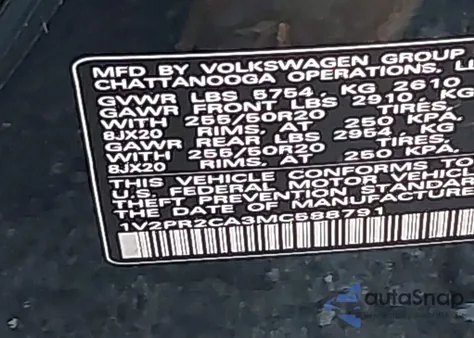 MFD BY VOLKSWAGEN GROUP
CHATTANOOGA OPERATIONS, LL
GVWR LBS 5754, KG 2610
GAWR FRONT LBS 2910, KG
WITH 255/50R20 TIRES,
8JX20 RIMS, AT 250 KPA,
GAWR REAR LBS 2954, KG
WITH 255/50R20 TIRES
8JX20 RIMS, AT 250 KPA,
THIS VEHICLE CONFORMS TO
U.S. FEDERAL MOTOR VEHICL
THEFT PREVENTION STANDAR
THE DATE OF MANUFACTURE
1V2PR2CA3MC588791
autoSnap